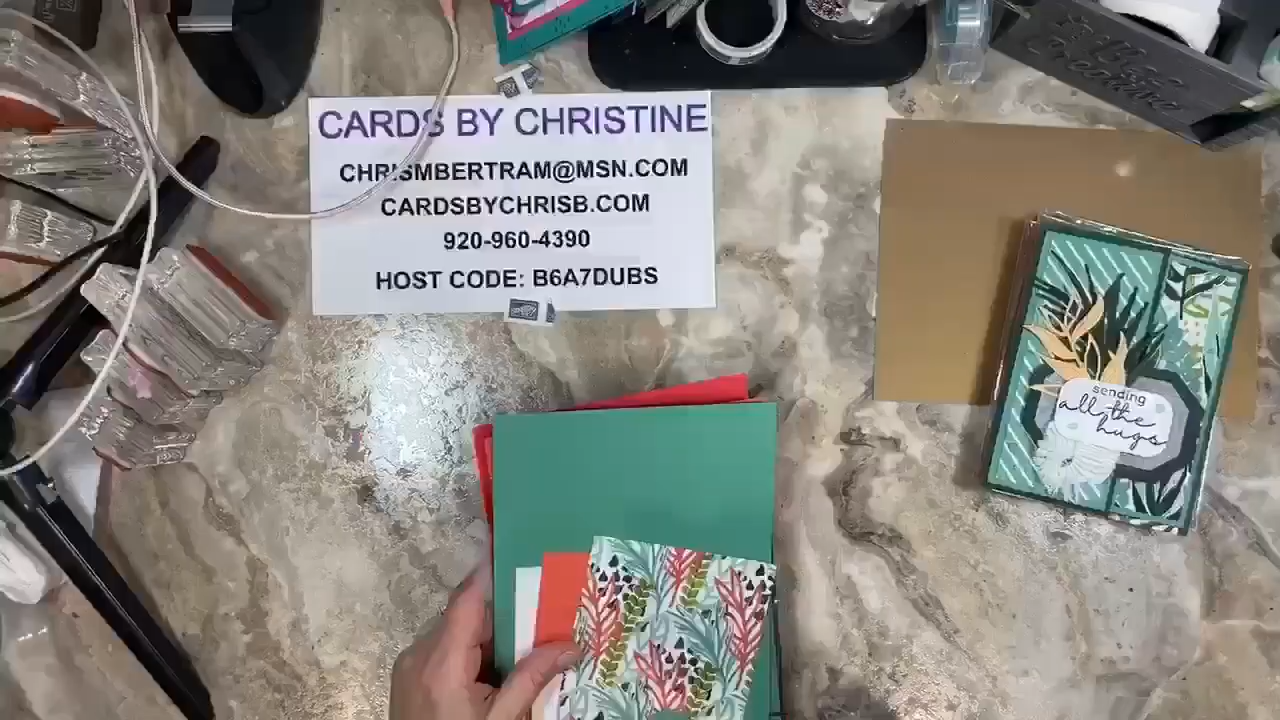 CARDS BY CHRISTINE
CHRISMBERTRAM@MSN.COM
CARDSBYCHRISB.COM
920-960-4390
HOST CODE: B6A7DUBS
sending
all the
hugs